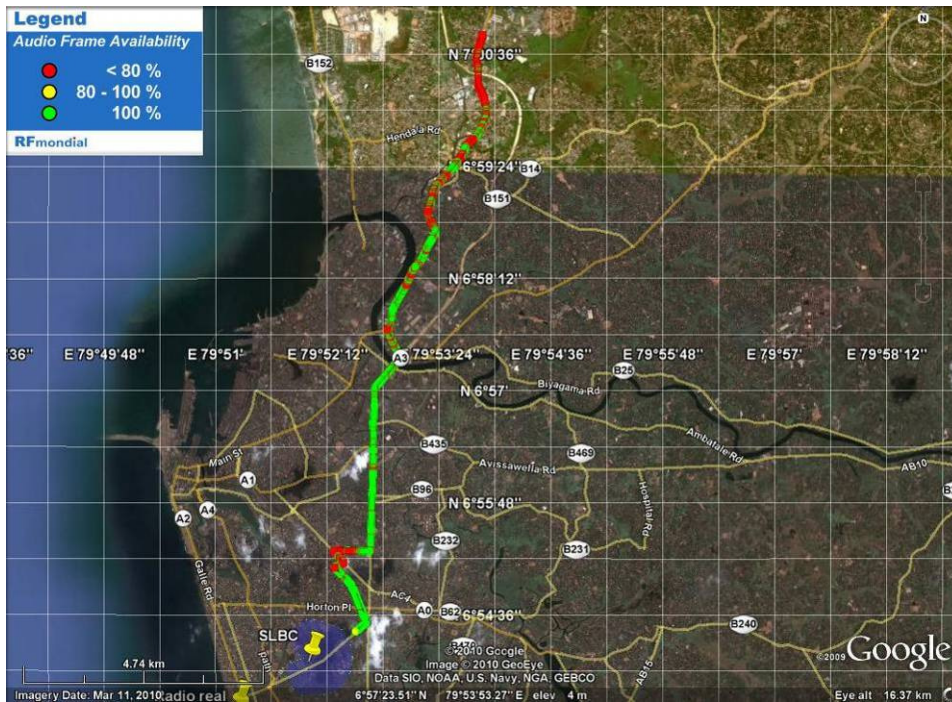 Legend
Audio Frame Availability
< 80 %
80 - 100 %
100 %
RFmondial
N
N 7°00'36"
B152
Hendala Rd
N 6°59'24"
B14
B151
N 6°58'12"
36"
E 79°49'48"
E 79°51'
E 79°52'12"
E 79°53'24"
E 79°54'36"
E 79°55'48"
E 79°57'
E 79°58'12"
A3
B25
Biyagama Rd
N 6°57'
Ambatale Rd
B435
Main St
B469
Avissawella Rd
AB10
A1
B96
Hospital Rd
N 6°55'48"
A4
A2
B232
B231
Galle Rd
AC4
Horton Pl
A0
B62
N 6°54'36"
B240
SLBC
©2010 Google
Image © 2010 GeoEye
©2009 Google
4.74 km
path
AB15
Data SIO, NOAA, U.S. Navy, NGA, GEBCO
Imagery Date: Mar 11, 2010
6°57'23.51" N 79°53'53.27" E elev 4 m
Eye alt 16.37 km